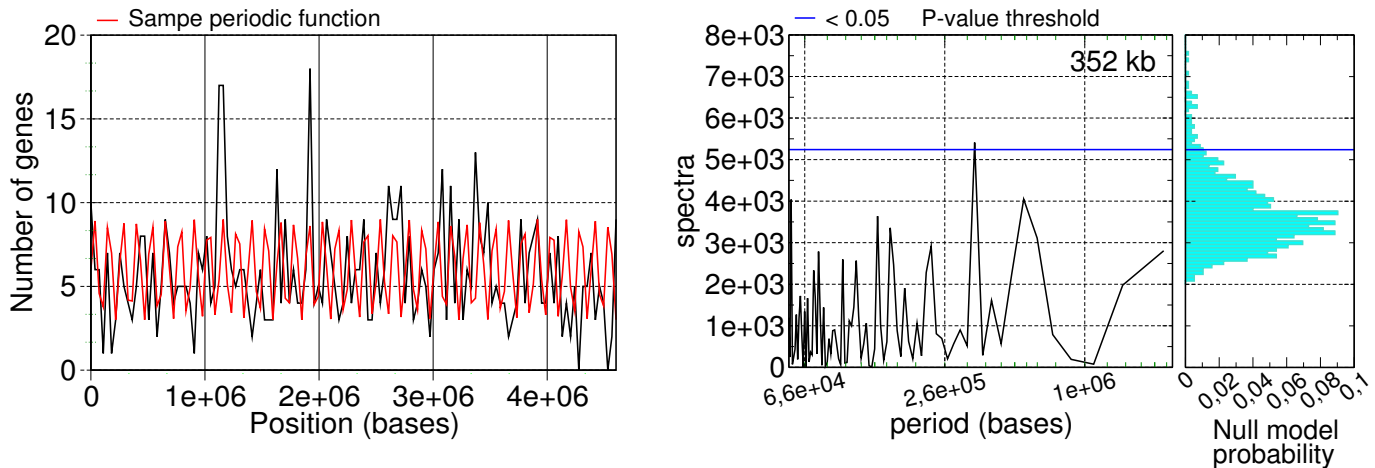 Sampe periodic function
20
15
10
5
0
Number of genes
0 1e+06 2e+06 3e+06 4e+06
Position (bases)
< 0.05 P-value threshold
8e+03
7e+03
6e+03
5e+03
4e+03
3e+03
2e+03
1e+03
0
spectra
352 kb
6,6e+04 2,6e+05 1e+06
period (bases)
0 0,02 0,04 0,06 0,08 0,1
Null model
probability